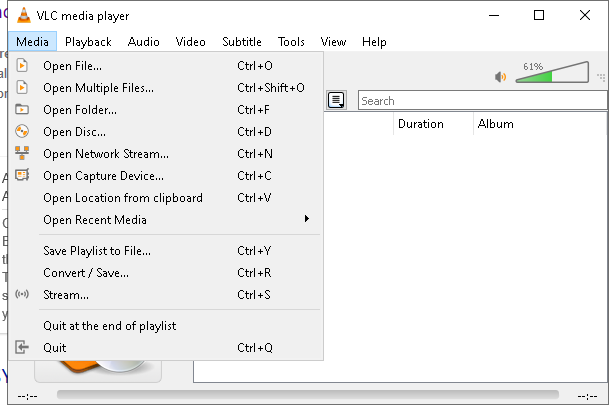 VLC media player
Media Playback Audio Video Subtitle Tools View Help
Open File... Ctrl+O
Open Multiple Files... Ctrl+Shift+O
Open Folder... Ctrl+F
Open Disc... Ctrl+D
Open Network Stream... Ctrl+N
Open Capture Device... Ctrl+C
Open Location from clipboard Ctrl+V
Open Recent Media
Save Playlist to File... Ctrl+Y
Convert / Save... Ctrl+R
Stream... Ctrl+S
Quit at the end of playlist
Quit Ctrl+Q
61%
Search
Duration Album
--:-- --:--